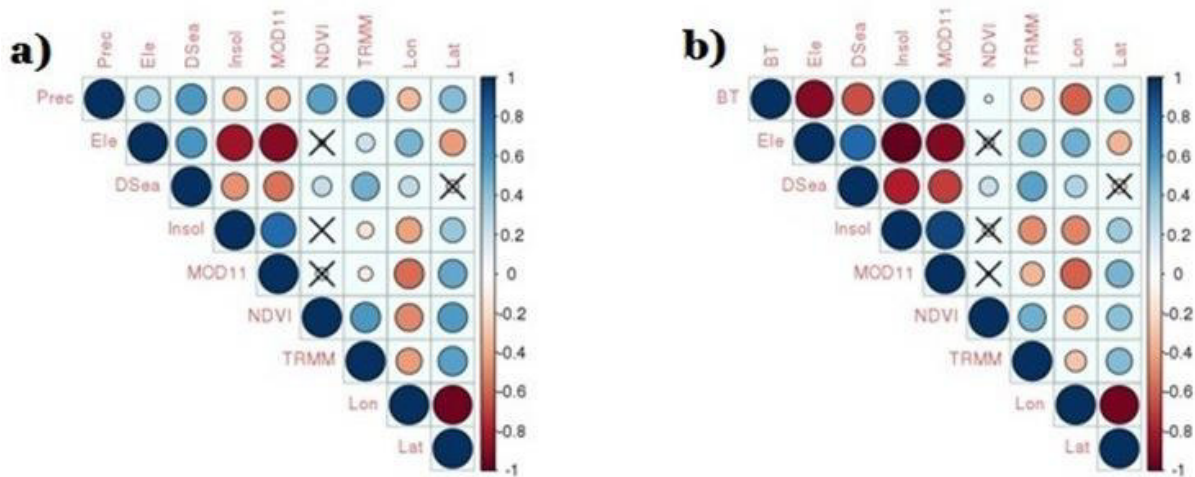 a)
Prec Ele DSea Insol MOD11 NDVI TRMM Lon Lat
Prec
Ele
DSea
Insol
MOD11
NDVI
TRMM
Lon
Lat
1
0.8
0.6
0.4
0.2
0
-0.2
-0.4
-0.6
-0.8
-1
b)
BT Ele DSea Insol MOD11 NDVI TRMM Lon Lat
BT
Ele
DSea
Insol
MOD11
NDVI
TRMM
Lon
Lat
1
0.8
0.6
0.4
0.2
0
-0.2
-0.4
-0.6
-0.8
-1